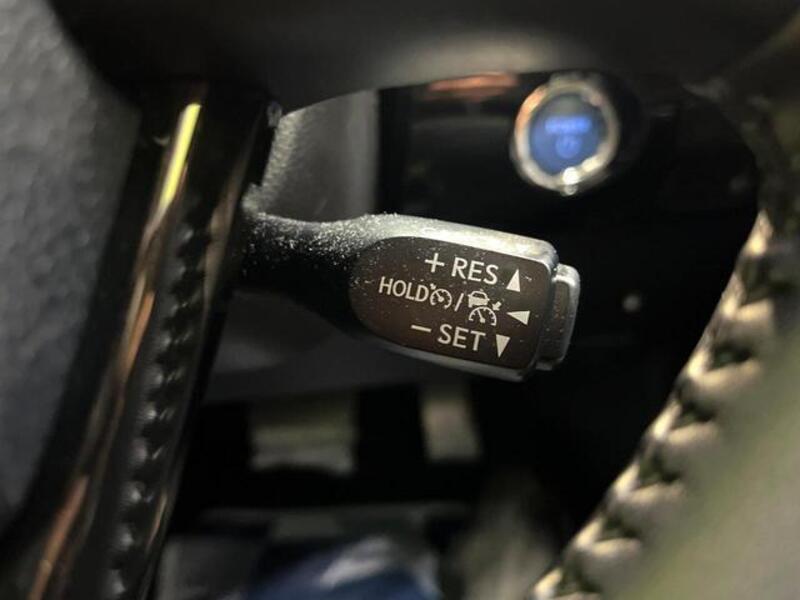 + RES ▲
HOLD / ◀
− SET ▼